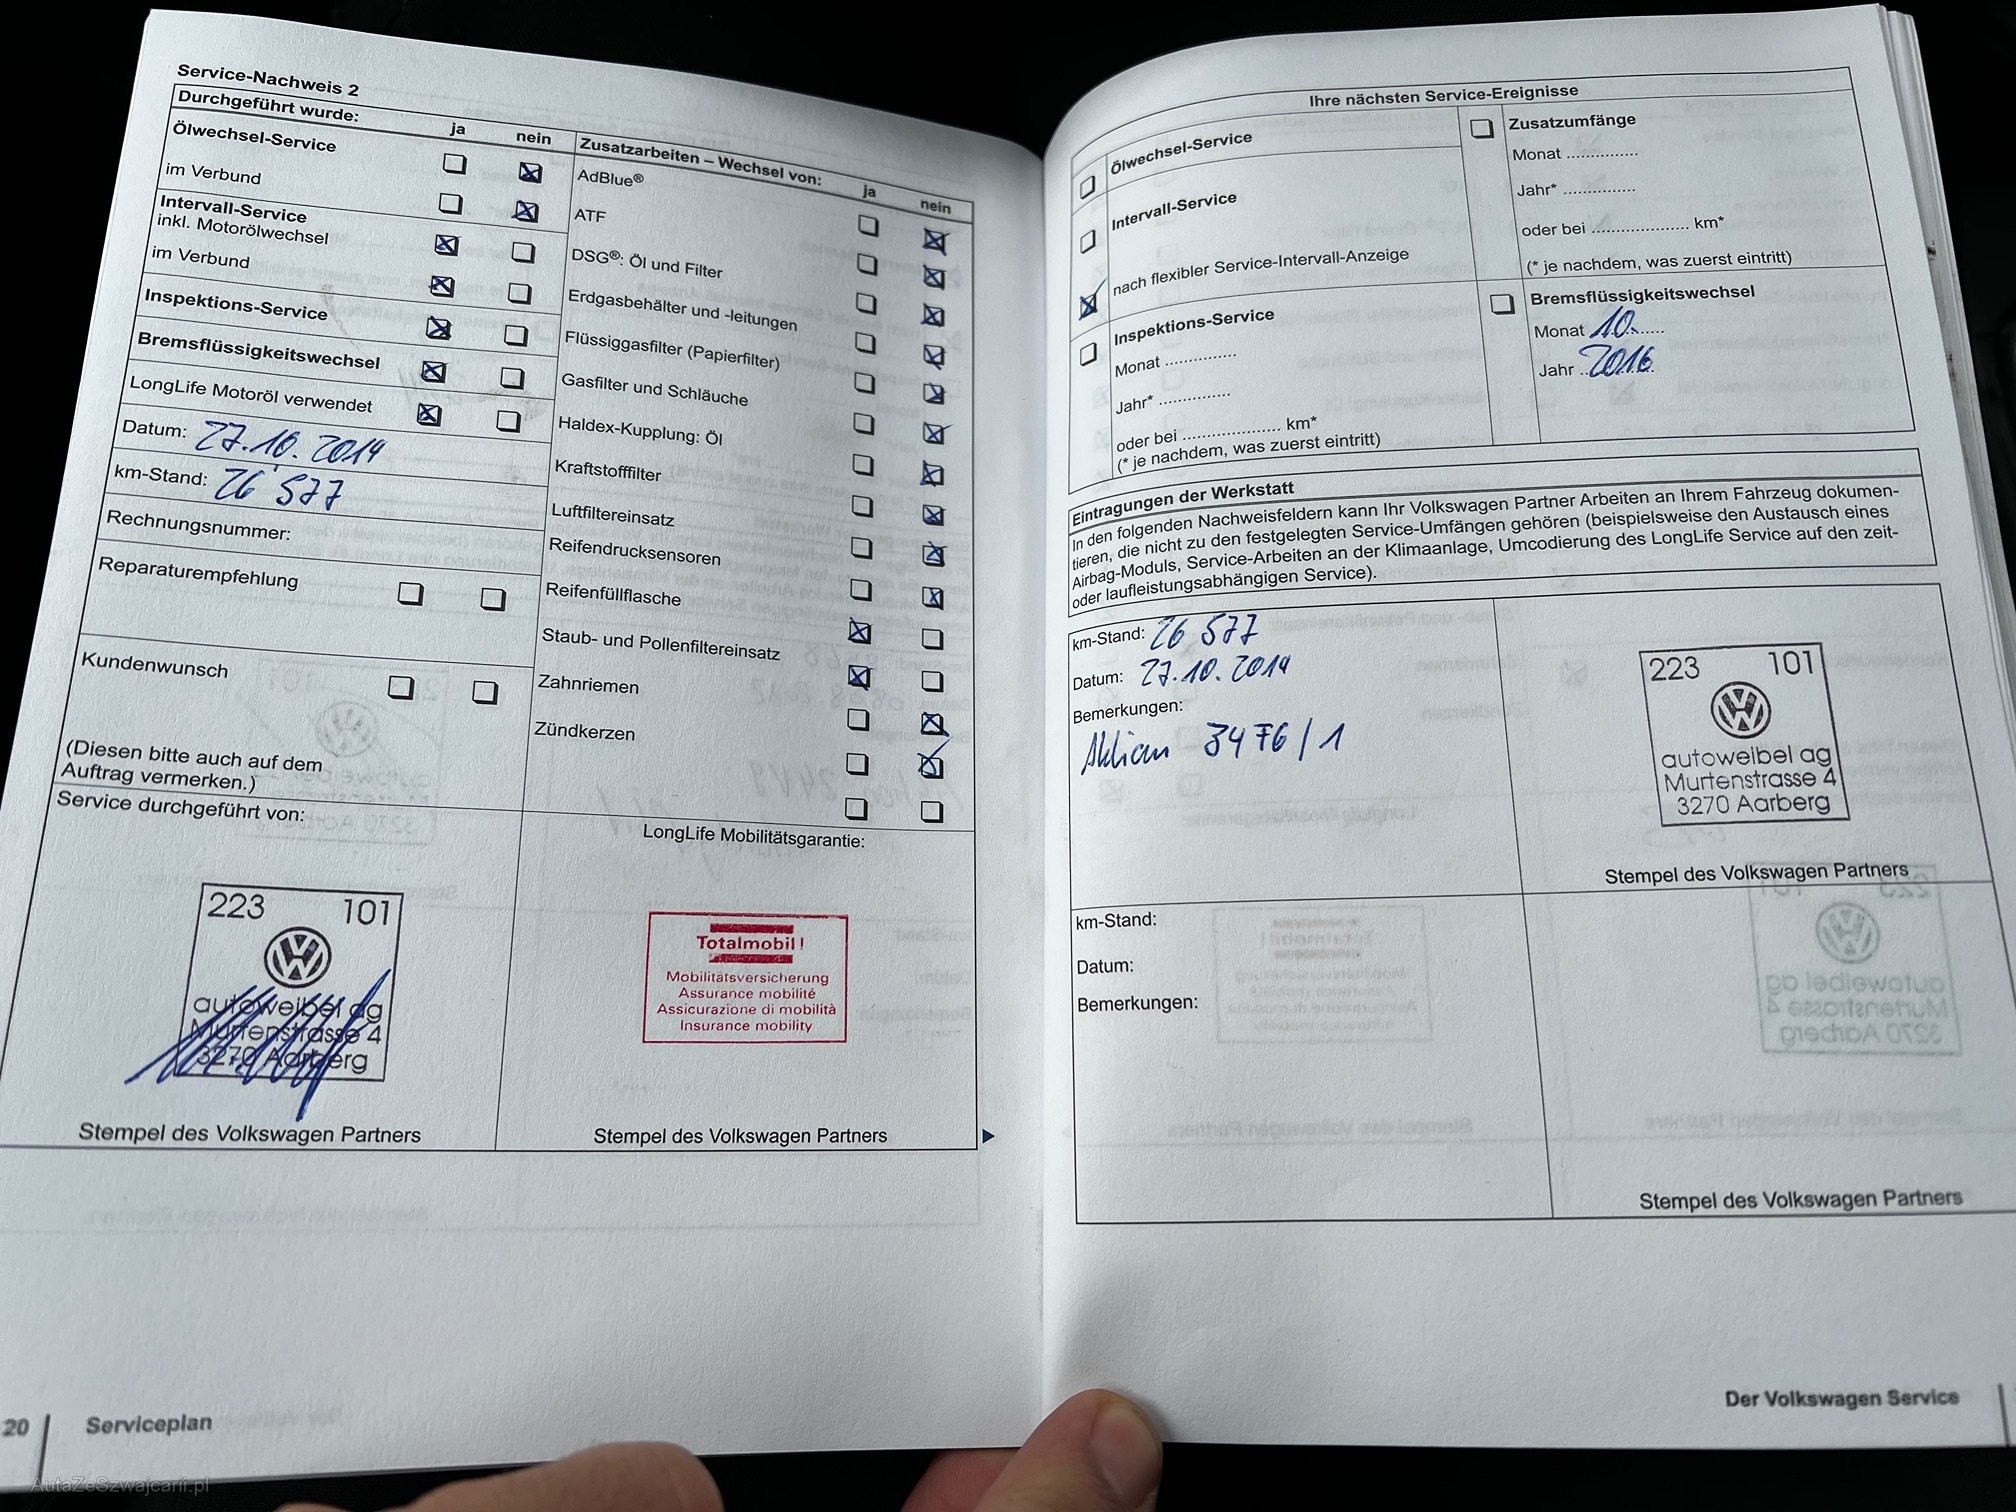 Service-Nachweis 2
Durchgeführt wurde:
ja
nein
Ölwechsel-Service
im Verbund
Intervall-Service
inkl. Motorölwechsel
im Verbund
Inspektions-Service
Bremsflüssigkeitswechsel
LongLife Motoröl verwendet
Datum: 27.10.2014
km-Stand: 26'577
Rechnungsnummer:
Reparaturempfehlung
Kundenwunsch
(Diesen bitte auch auf dem
Auftrag vermerken.)
Zusatzarbeiten – Wechsel von:
ja
nein
AdBlue®
ATF
DSG®: Öl und Filter
Erdgasbehälter und -leitungen
Flüssiggasfilter (Papierfilter)
Gasfilter und Schläuche
Haldex-Kupplung: Öl
Kraftstofffilter
Luftfiltereinsatz
Reifendrucksensoren
Reifenfüllflasche
Staub- und Pollenfiltereinsatz
Zahnriemen
Zündkerzen
Service durchgeführt von:
223 101
autoweibel ag
Murtenstrasse 4
3270 Aarberg
Stempel des Volkswagen Partners
LongLife Mobilitätsgarantie:
Totalmobil!
Mobilitätsversicherung
Assurance mobilité
Assicurazione di mobilità
Insurance mobility
Stempel des Volkswagen Partners
20
Serviceplan
Ihre nächsten Service-Ereignisse
Ölwechsel-Service
Intervall-Service
nach flexibler Service-Intervall-Anzeige
Inspektions-Service
Monat ..............
Jahr* ..............
oder bei ................... km*
(* je nachdem, was zuerst eintritt)
Zusatzumfänge
Monat ..............
Jahr* ..............
oder bei ................... km*
(* je nachdem, was zuerst eintritt)
Bremsflüssigkeitswechsel
Monat 10.
Jahr 2016
Eintragungen der Werkstatt
In den folgenden Nachweisfeldern kann Ihr Volkswagen Partner Arbeiten an Ihrem Fahrzeug dokumen-
tieren, die nicht zu den festgelegten Service-Umfängen gehören (beispielsweise den Austausch eines
Airbag-Moduls, Service-Arbeiten an der Klimaanlage, Umcodierung des LongLife Service auf den zeit-
oder laufleistungsabhängigen Service).
km-Stand: 26 577
Datum: 27.10.2014
Bemerkungen:
Aktion 3476/1
223 101
autoweibel ag
Murtenstrasse 4
3270 Aarberg
Stempel des Volkswagen Partners
km-Stand:
Datum:
Bemerkungen:
Stempel des Volkswagen Partners
Der Volkswagen Service
AutaZeSzwajcarii.pl